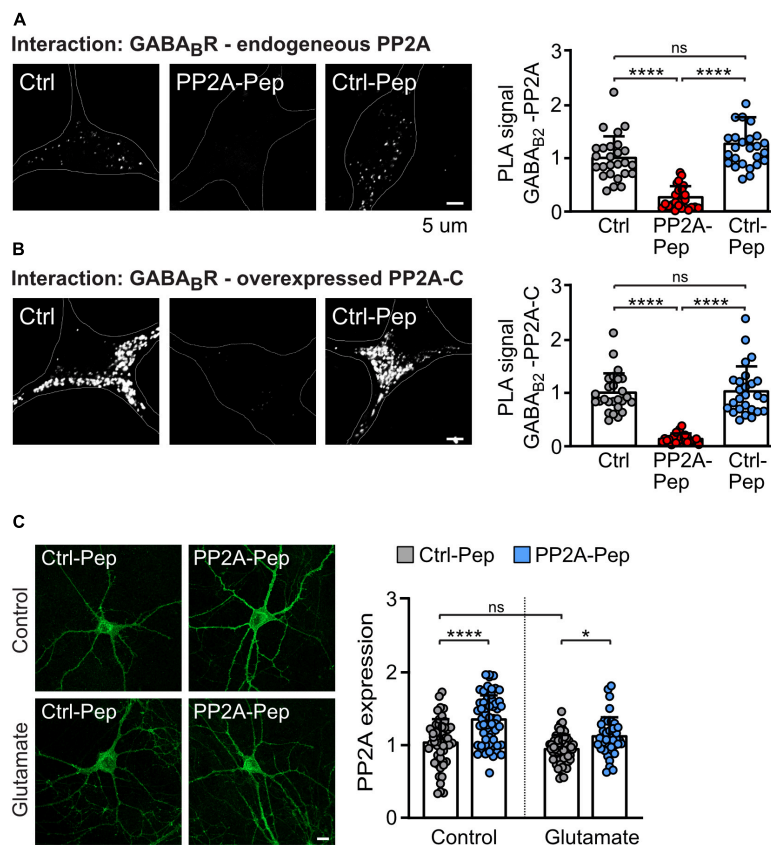 A
Interaction: GABABR - endogeneous PP2A
Ctrl
PP2A-Pep
Ctrl-Pep
5 um
PLA signal
GABAB2 -PP2A
3
2
1
0
ns
**** ****
Ctrl
PP2A-
Pep
Ctrl-
Pep
B
Interaction: GABABR - overexpressed PP2A-C
Ctrl
Ctrl-Pep
PLA signal
GABAB2 -PP2A-C
3
2
1
0
ns
**** ****
Ctrl
PP2A-
Pep
Ctrl-
Pep
C
Control
Ctrl-Pep
PP2A-Pep
Glutamate
Ctrl-Pep
PP2A-Pep
Ctrl-Pep
PP2A-Pep
PP2A expression
3
2
1
0
ns
****
*
Control
Glutamate